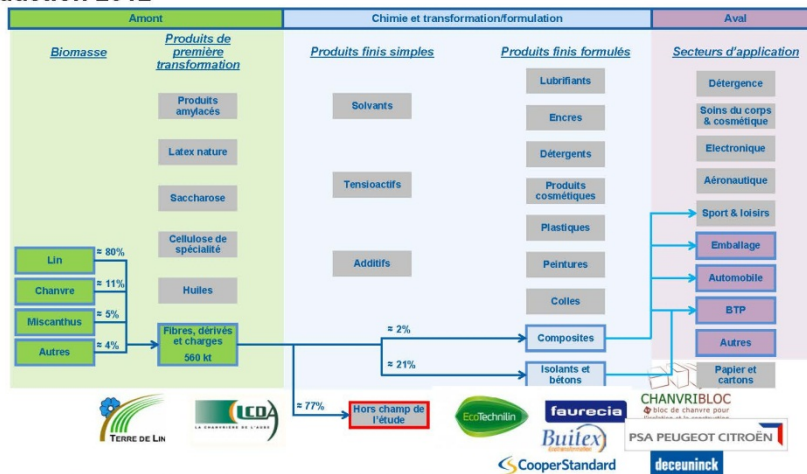 Amont
Chimie et transformation/formulation
Aval
Biomasse
Produits de
première
transformation
Produits finis simples
Produits finis formulés
Secteurs d'application
Produits
amylacés
Latex nature
Saccharose
Cellulose de
spécialité
Huiles
Lin
Chanvre
Miscanthus
Autres
≈ 80%
≈ 11%
≈ 5%
≈ 4%
Fibres, dérivés
et charges
560 kt
Solvants
Tensioactifs
Additifs
≈ 2%
≈ 21%
≈ 77%
Hors champ de
l'étude
Lubrifiants
Encres
Détergents
Produits
cosmétiques
Plastiques
Peintures
Colles
Composites
Isolants et
bétons
Détergence
Soins du corps
& cosmétique
Electronique
Aéronautique
Sport & loisirs
Emballage
Automobile
BTP
Autres
Papier et
cartons
TERRE DE LIN
LCDA
LA CHANVRIÈRE DE L'AUBE
EcoTechnilin
faurecia
Builex
CooperStandard
CHANVRIBLOC
bloc de chanvre pour
PSA PEUGEOT CITROËN
deceuninck